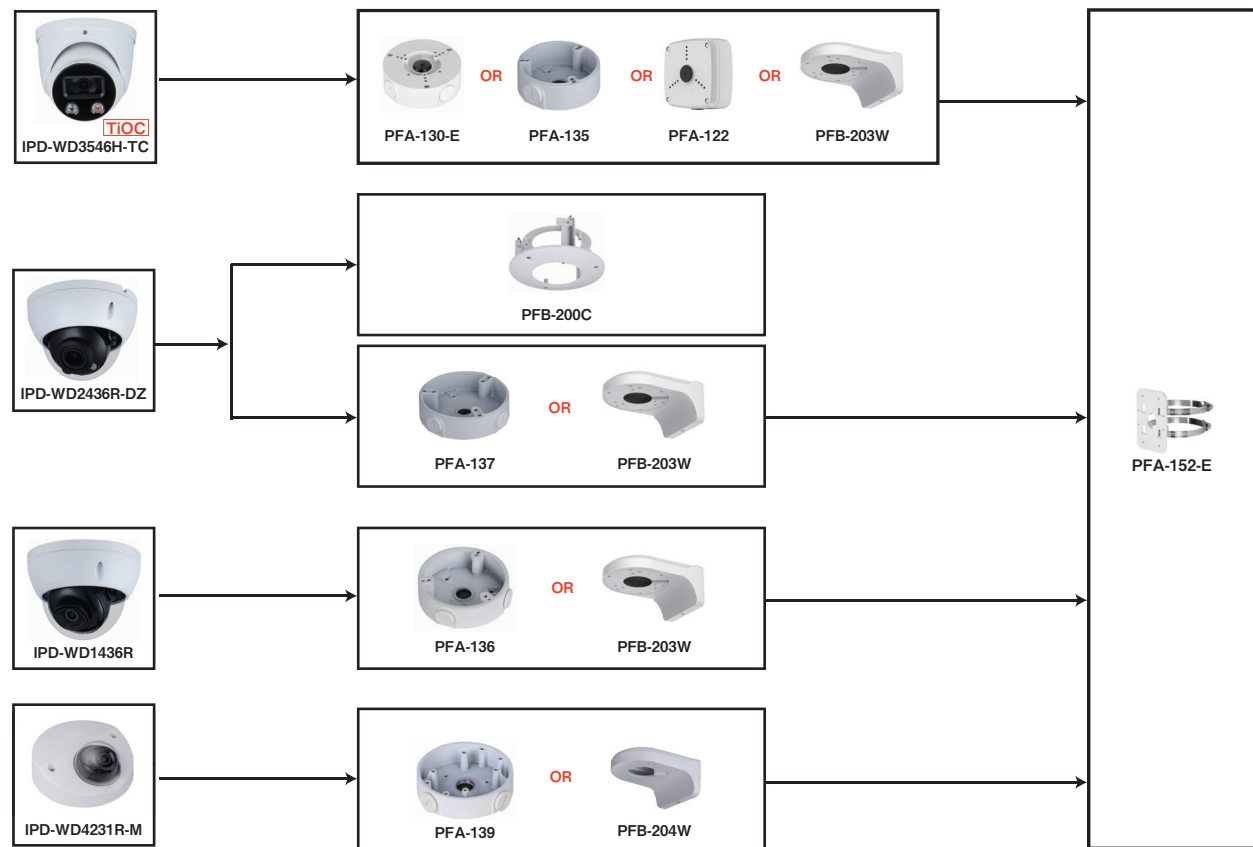 TiOC
IPD-WD3546H-TC
OR
OR
OR
PFA-130-E
PFA-135
PFA-122
PFB-203W
PFB-200C
IPD-WD2436R-DZ
OR
PFA-137
PFB-203W
PFA-152-E
IPD-WD1436R
OR
PFA-136
PFB-203W
IPD-WD4231R-M
OR
PFA-139
PFB-204W